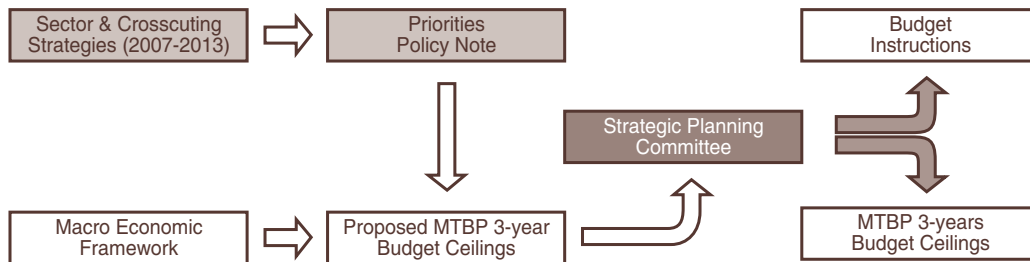 Sector & Crosscuting
Strategies (2007-2013)
Priorities
Policy Note
Budget
Instructions
Strategic Planning
Committee
Macro Economic
Framework
Proposed MTBP 3-year
Budget Ceilings
MTBP 3-years
Budget Ceilings